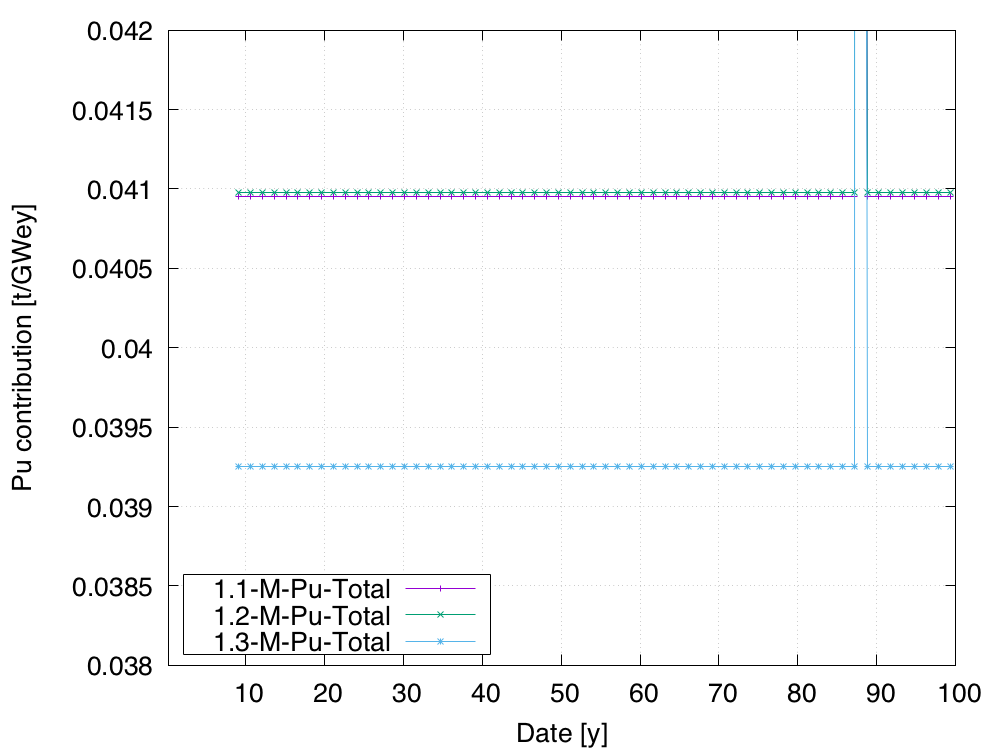 0.042
0.0415
0.041
0.0405
0.04
0.0395
0.039
0.0385
0.038
Pu contribution [t/GWey]
1.1-M-Pu-Total
1.2-M-Pu-Total
1.3-M-Pu-Total
10 20 30 40 50 60 70 80 90 100
Date [y]